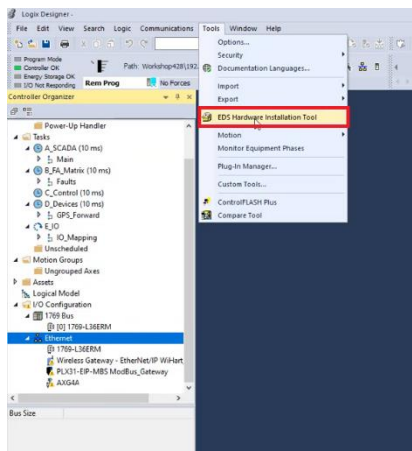 Logix Designer -
File Edit View Search Logic Communications Tools Window Help
Program Mode
Controller OK
Energy Storage OK
I/O Not Responding
Path: Workshop428\192.
Rem Prog
No Forces
Options...
Security
Documentation Languages...
Import
Export
EDS Hardware Installation Tool
Motion
Monitor Equipment Phases
Plug-In Manager...
Custom Tools...
ControlFLASH Plus
Compare Tool
Controller Organizer
Power-Up Handler
Tasks
A_SCADA (10 ms)
Main
B_FA_Matrix (10 ms)
Faults
C_Control (10 ms)
D_Devices (10 ms)
GPS_Forward
E_IO
IO_Mapping
Unscheduled
Motion Groups
Ungrouped Axes
Assets
Logical Model
I/O Configuration
1769 Bus
[0] 1769-L36ERM
Ethernet
1769-L36ERM
Wireless Gateway - EtherNet/IP WiHart
PLX31-EIP-MBS ModBus_Gateway
AXG4A
Bus Size